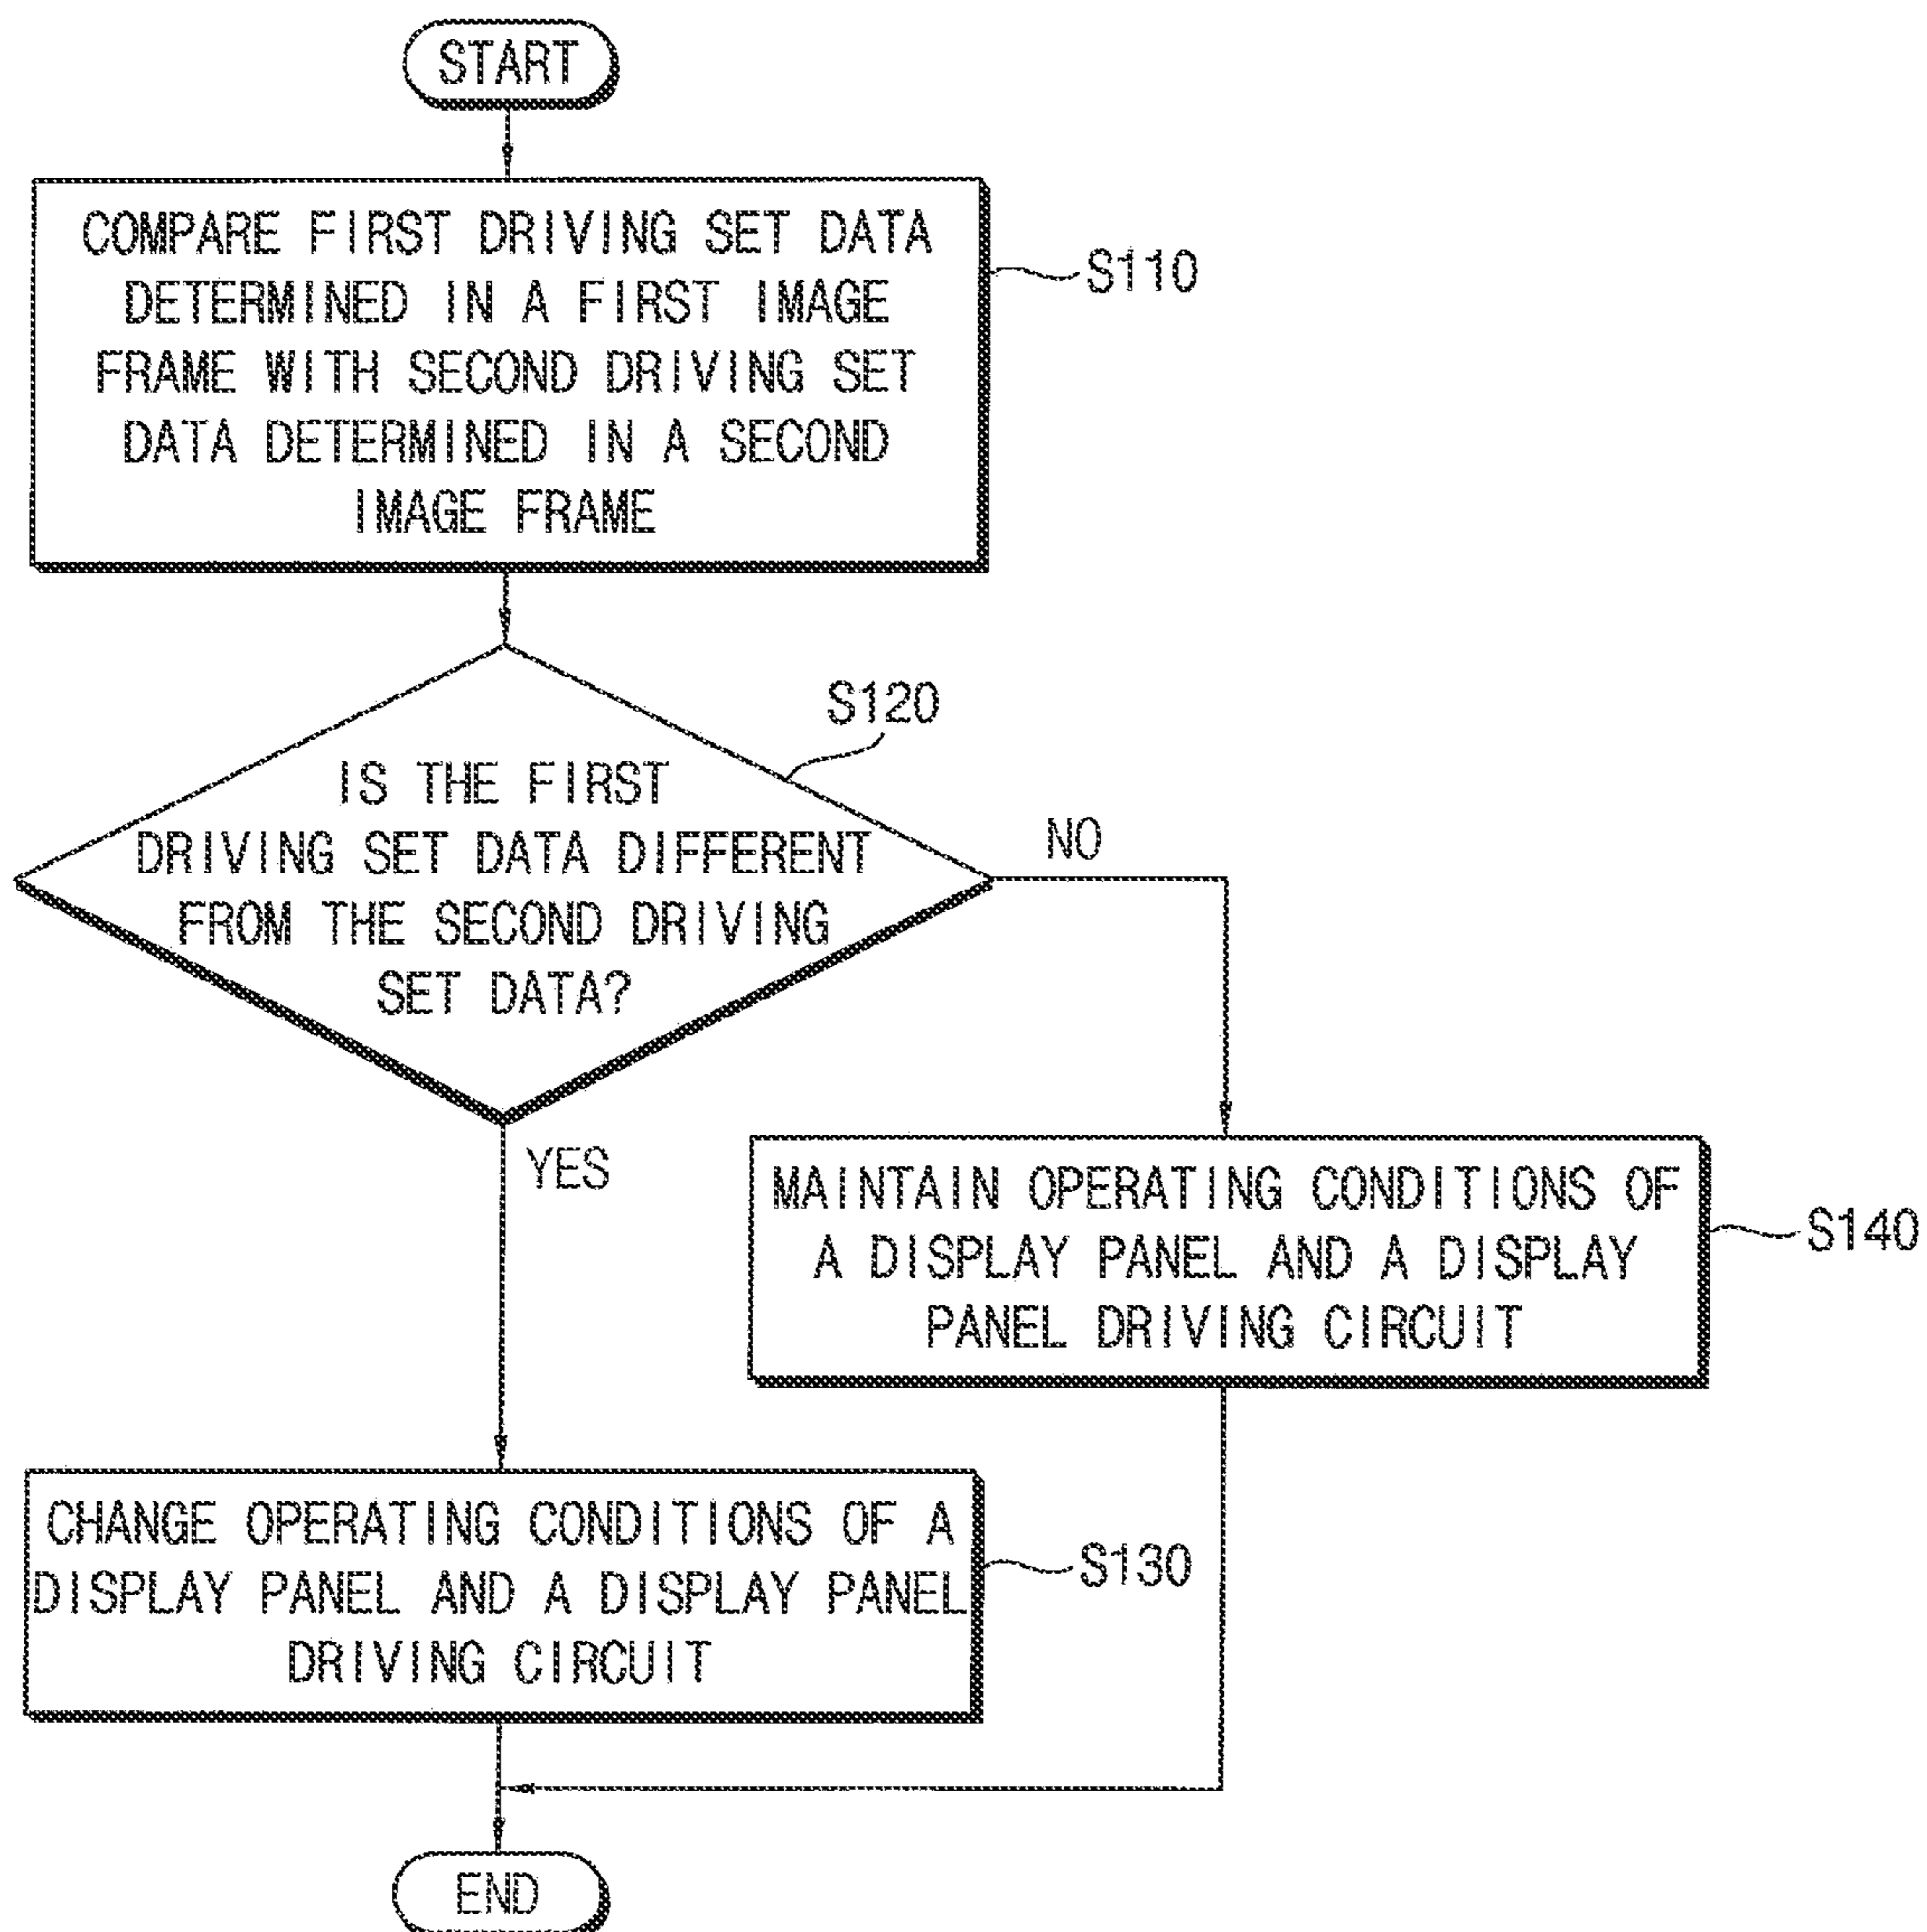 START
COMPARE FIRST DRIVING SET DATA
DETERMINED IN A FIRST IMAGE
FRAME WITH SECOND DRIVING SET
DATA DETERMINED IN A SECOND
IMAGE FRAME
S110
S120
IS THE FIRST
DRIVING SET DATA DIFFERENT
FROM THE SECOND DRIVING
SET DATA?
NO
YES
MAINTAIN OPERATING CONDITIONS OF
A DISPLAY PANEL AND A DISPLAY
PANEL DRIVING CIRCUIT
S140
CHANGE OPERATING CONDITIONS OF A
DISPLAY PANEL AND A DISPLAY PANEL
DRIVING CIRCUIT
S130
END